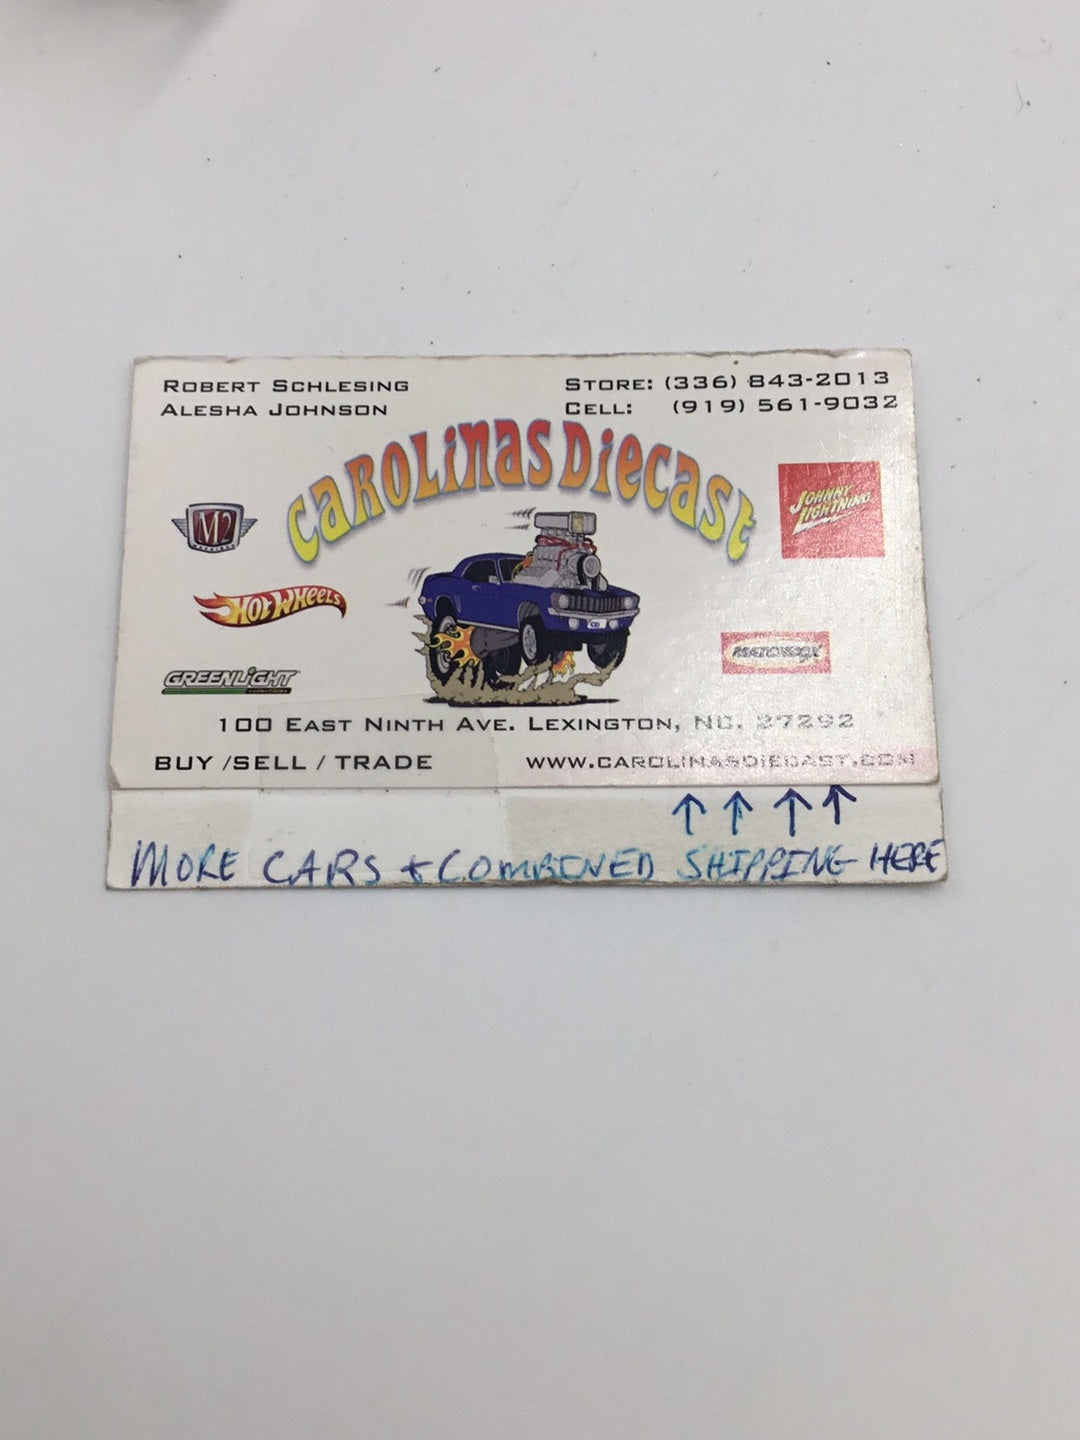 ROBERT SCHLESING
ALESHA JOHNSON
STORE: (336) 843-2013
CELL: (919) 561-9032
CAROLINAS DIECAST
M2
JOHNNY LIGHTNING
HOT WHEELS
MATCHBOX
GREENLIGHT
100 EAST NINTH AVE. LEXINGTON, NC. 27292
BUY /SELL / TRADE
WWW.CAROLINASDIECAST.COM
↑ ↑ ↑ ↑
MORE CARS + COMBINED SHIPPING HERE